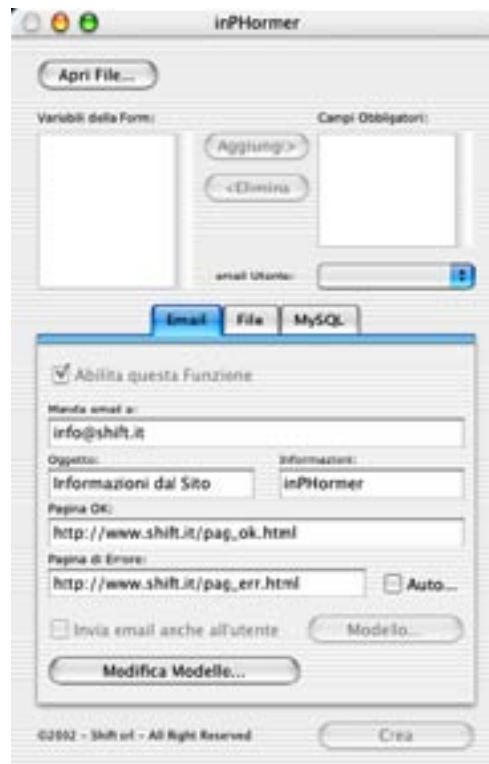 inPHormer
Apri File...
Variabili della Form: Campi Obbligatori:
Aggiungi>
<Elimina
email Utente:
Email File MySQL
Abilita questa Funzione
Manda email a:
info@shift.it
Oggetto: Informazioni:
Informazioni dal Sito inPHormer
Pagina OK:
http://www.shift.it/pag_ok.html
Pagina di Errore:
http://www.shift.it/pag_err.html Auto...
Invia email anche all'utente Modello...
Modifica Modello...
©2002 - Shift srl - All Right Reserved Crea